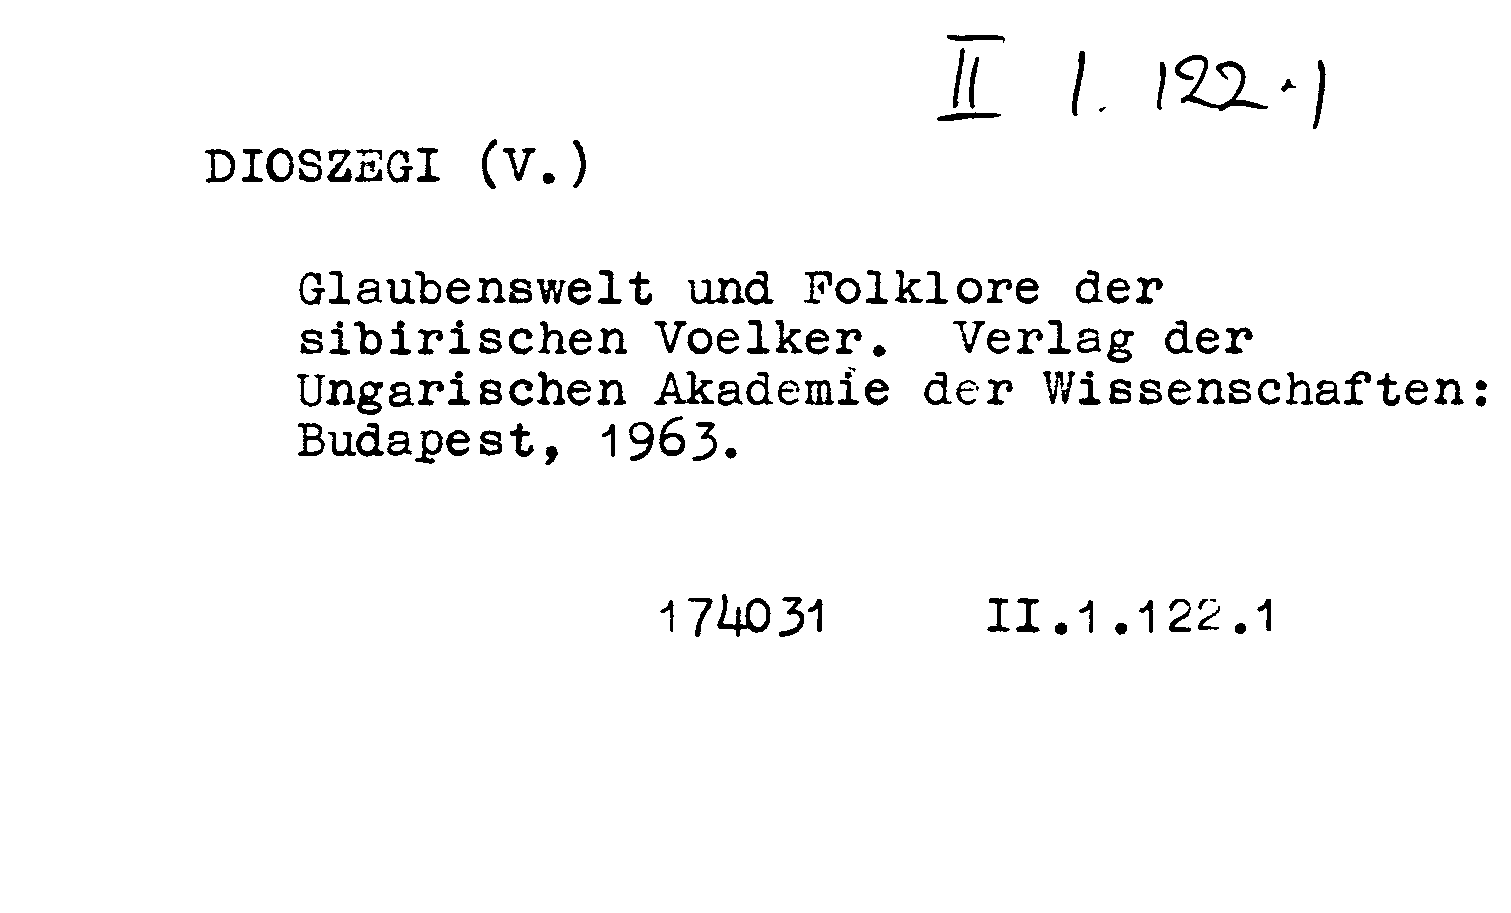 II 1. 122.1
DIOSZEGI (V.)
Glaubenswelt und Folklore der
sibirischen Voelker. Verlag der
Ungarischen Akademie der Wissenschaften:
Budapest, 1963.
174031 II.1.122.1